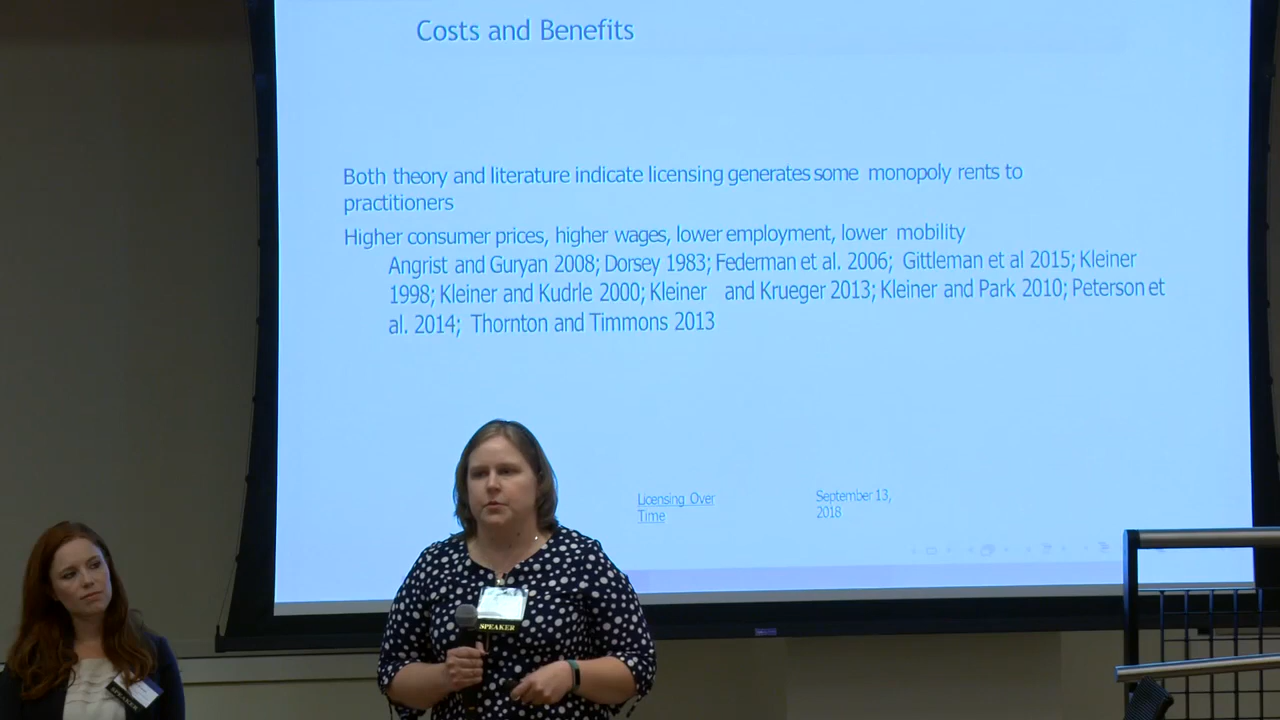 Costs and Benefits
Both theory and literature indicate licensing generates some monopoly rents to
practitioners
Higher consumer prices, higher wages, lower employment, lower mobility
Angrist and Guryan 2008; Dorsey 1983; Federman et al. 2006; Gittleman et al 2015; Kleiner
1998; Kleiner and Kudrle 2000; Kleiner and Krueger 2013; Kleiner and Park 2010; Peterson et
al. 2014; Thornton and Timmons 2013
Licensing Over
Time
September 13,
2018
SPEAKER
SPEAKER